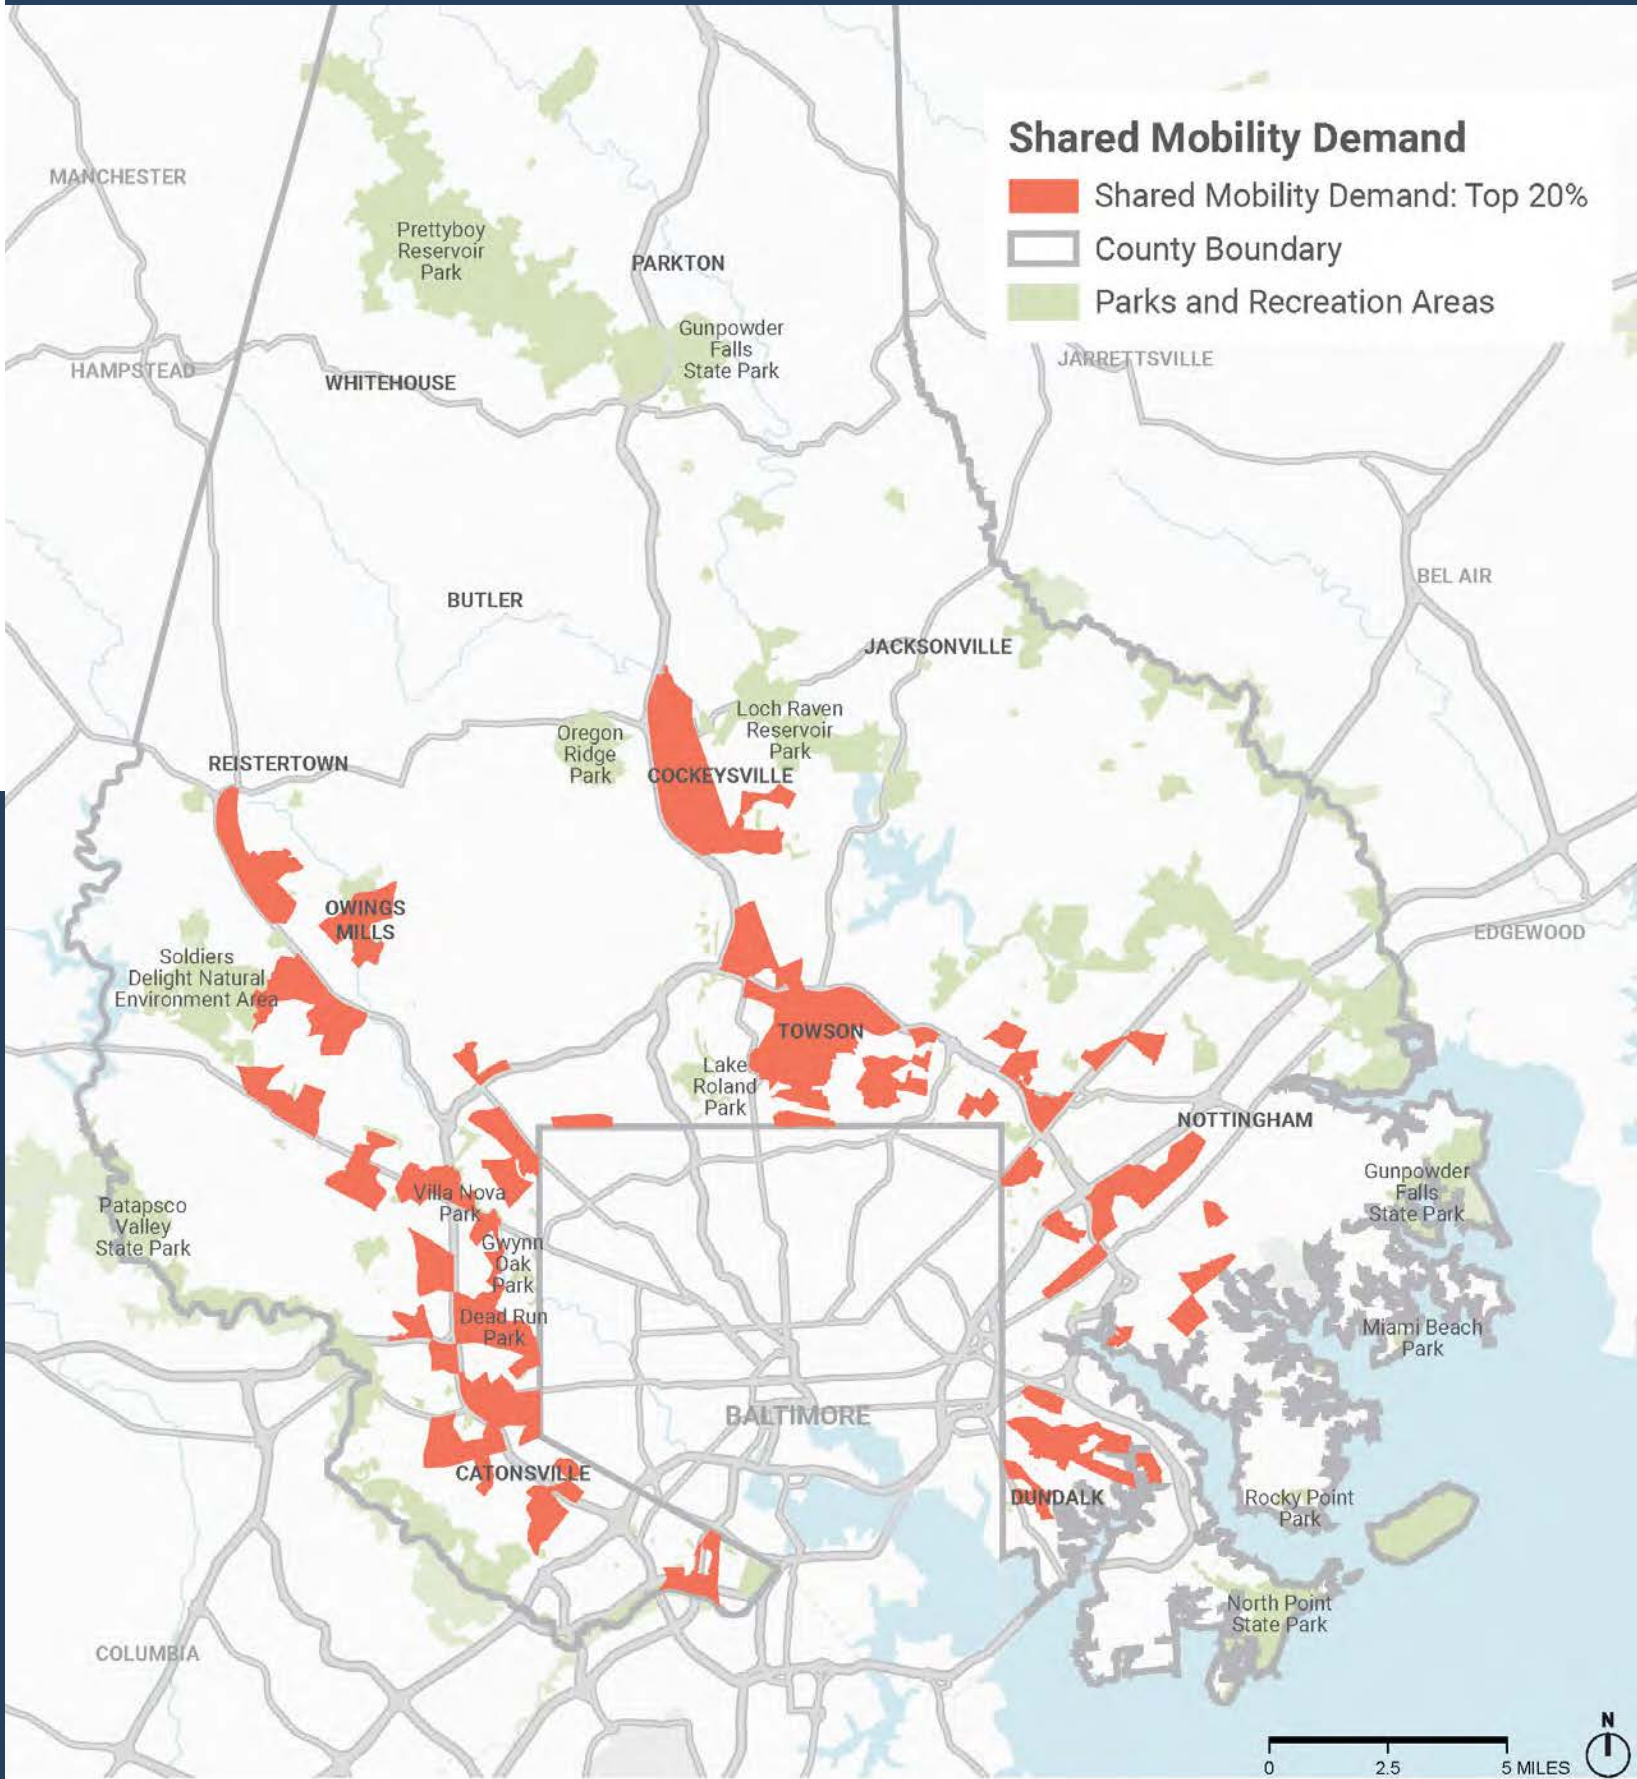 Shared Mobility Demand
Shared Mobility Demand: Top 20%
County Boundary
Parks and Recreation Areas
MANCHESTER
Prettyboy
Reservoir
Park
PARKTON
Gunpowder
Falls
State Park
JARRETTSVILLE
HAMPSTEAD
WHITEHOUSE
BEL AIR
BUTLER
JACKSONVILLE
Loch Raven
Reservoir
Park
Oregon
Ridge
Park
REISTERTOWN
COCKEYSVILLE
OWINGS
MILLS
EDGEWOOD
Soldiers
Delight Natural
Environment Area
TOWSON
Lake
Roland
Park
NOTTINGHAM
Gunpowder
Falls
State Park
Villa Nova
Park
Patapsco
Valley
State Park
Gwynn
Oak
Park
Dead Run
Park
Miami Beach
Park
BALTIMORE
CATONSVILLE
DUNDALK
Rocky Point
Park
North Point
State Park
COLUMBIA
N
0 2.5 5 MILES